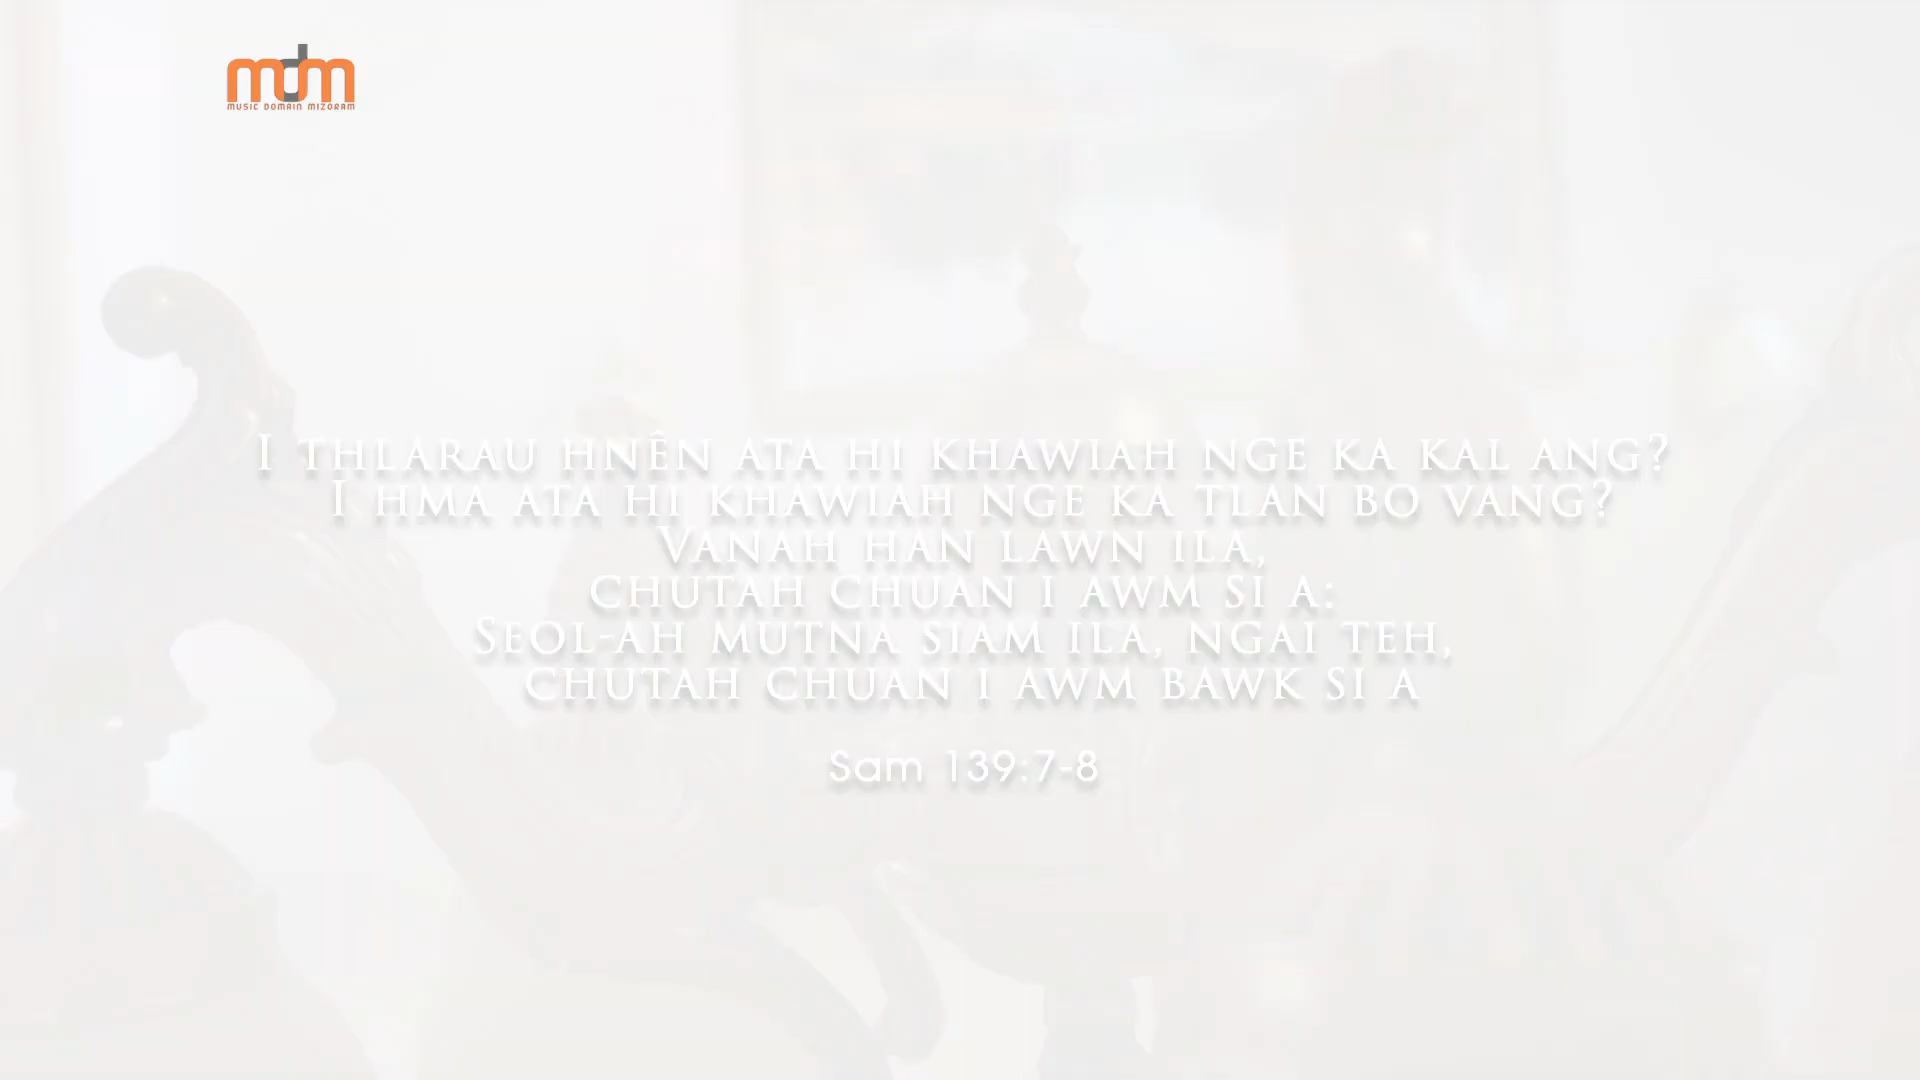 mdm
MUSIC DOMAIN MIZORAM
I THLARAU HNÊN ATA HI KHAWIAH NGE KA KAL ANG?
I HMA ATA HI KHAWIAH NGE KA TLAN BO VANG?
VANAH HAN LAWN ILA,
CHUTAH CHUAN I AWM SI A:
SEOL-AH MUTNA SIAM ILA, NGAI TEH,
CHUTAH CHUAN I AWM BAWK SI A
Sam 139:7-8